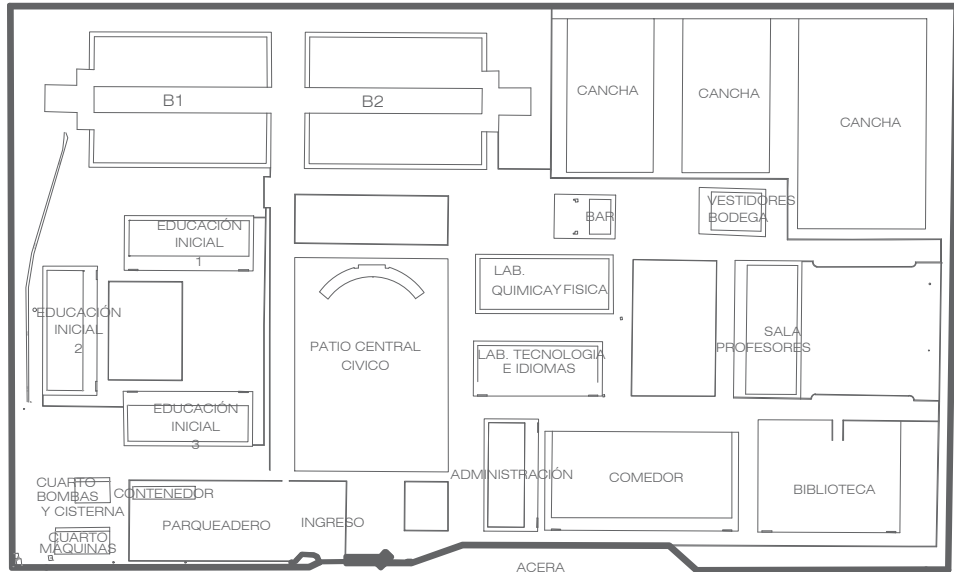 B1
B2
CANCHA
CANCHA
CANCHA
VESTIDORES
BODEGA
BAR
EDUCACIÓN
INICIAL
1
LAB.
QUIMICA Y FISICA
EDUCACIÓN
INICIAL
2
PATIO CENTRAL
CIVICO
LAB. TECNOLOGIA
E IDIOMAS
SALA
PROFESORES
EDUCACIÓN
INICIAL
3
ADMINISTRACIÓN
COMEDOR
BIBLIOTECA
CUARTO
BOMBAS
Y CISTERNA
CONTENEDOR
PARQUEADERO
INGRESO
CUARTO
MAQUINAS
ACERA